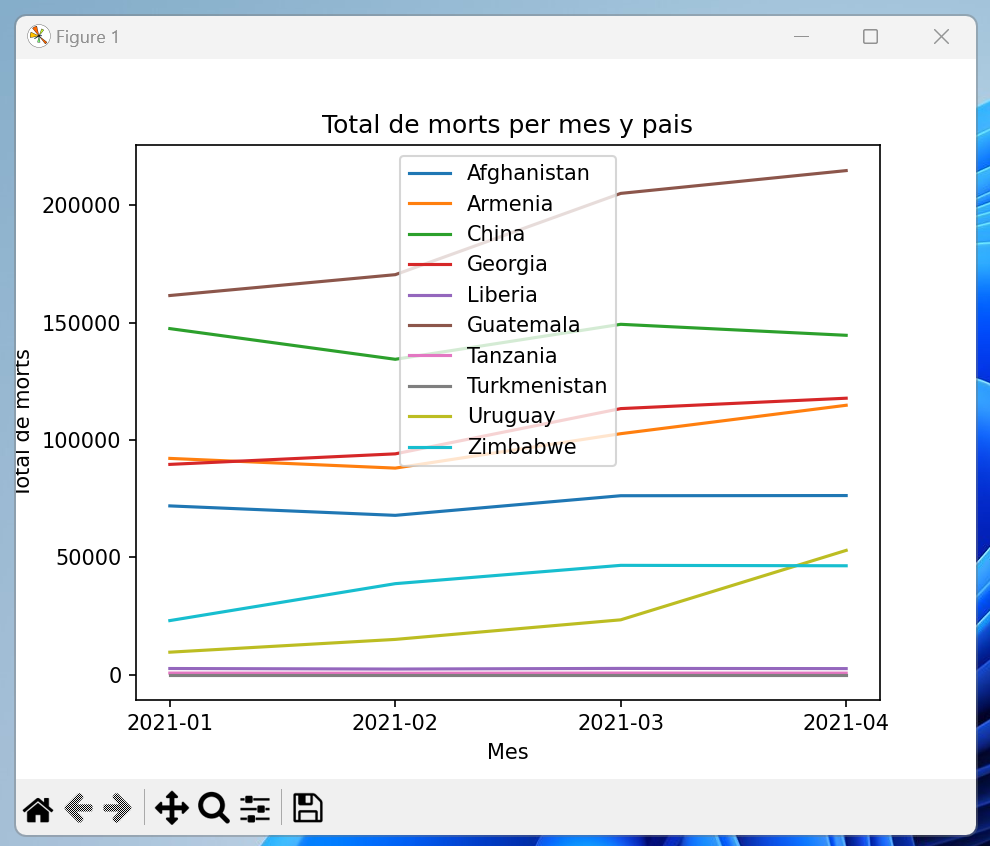 Figure 1
Total de morts per mes y pais
Afghanistan
Armenia
China
Georgia
Liberia
Guatemala
Tanzania
Turkmenistan
Uruguay
Zimbabwe
200000
150000
100000
50000
0
Total de morts
2021-01 2021-02 2021-03 2021-04
Mes